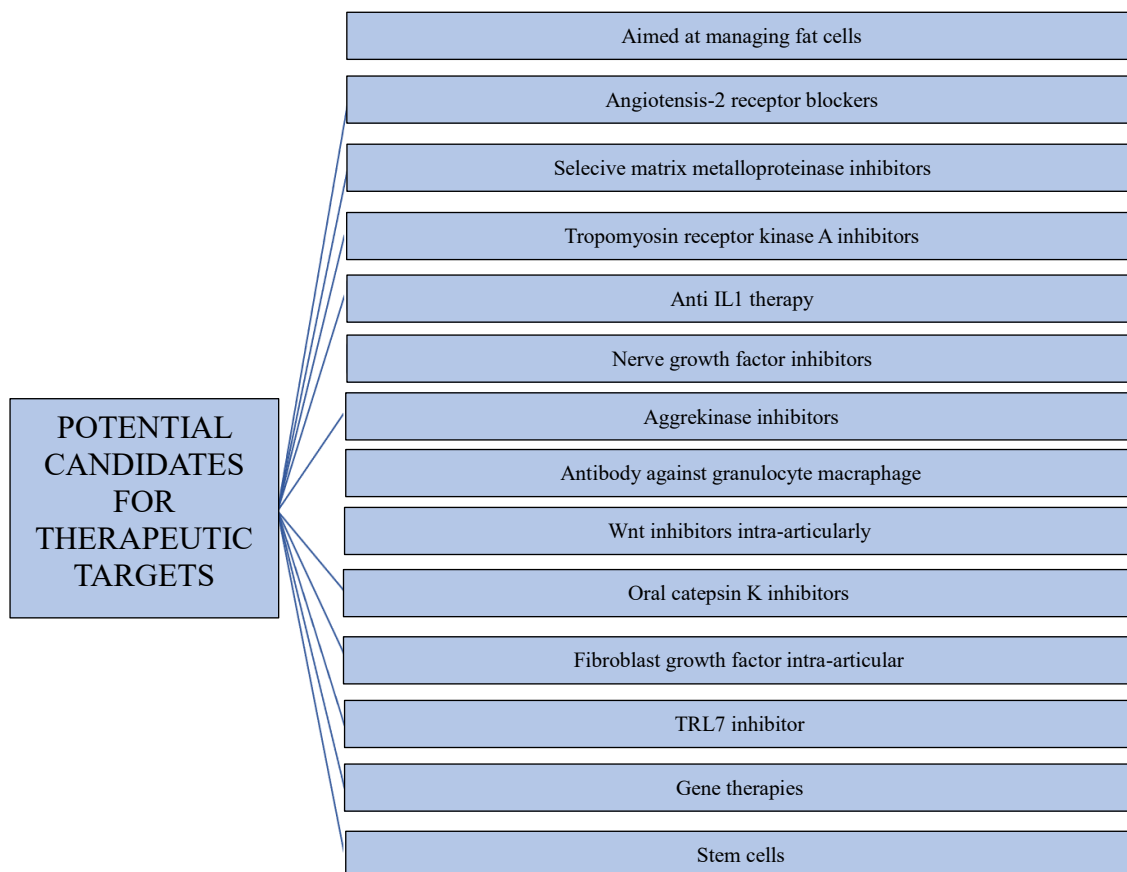 Aimed at managing fat cells
Angiotensis-2 receptor blockers
Selecive matrix metalloproteinase inhibitors
Tropomyosin receptor kinase A inhibitors
Anti IL1 therapy
Nerve growth factor inhibitors
POTENTIAL
CANDIDATES
FOR
THERAPEUTIC
TARGETS
Aggrekinase inhibitors
Antibody against granulocyte macraphage
Wnt inhibitors intra-articularly
Oral catepsin K inhibitors
Fibroblast growth factor intra-articular
TRL7 inhibitor
Gene therapies
Stem cells